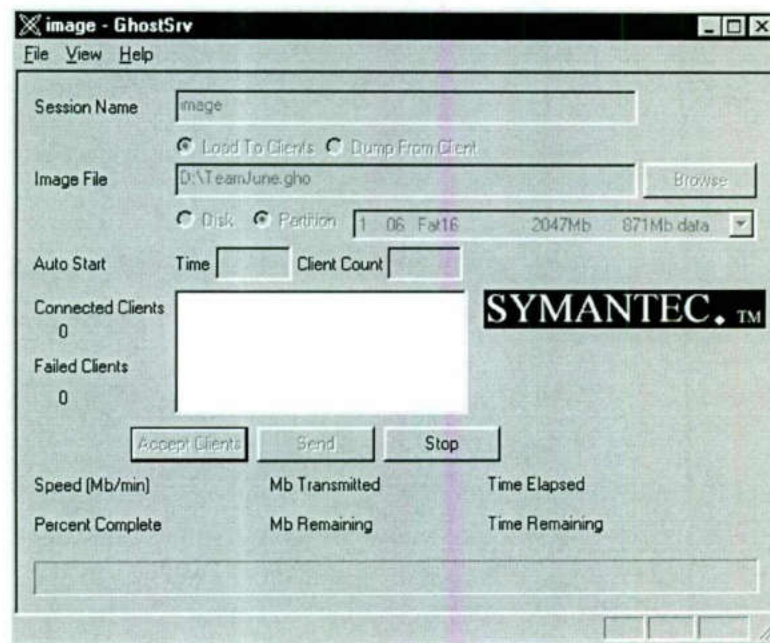 image - GhostSrv
File View Help
Session Name image
Load To Clients Dump From Client
Image File D:\TeamJune.gho Browse
Disk Partition 1 06 Fat16 2047Mb 871Mb data
Auto Start Time Client Count
Connected Clients
0
SYMANTEC. TM
Failed Clients
0
Accept Clients Send Stop
Speed (Mb/min) Mb Transmitted Time Elapsed
Percent Complete Mb Remaining Time Remaining